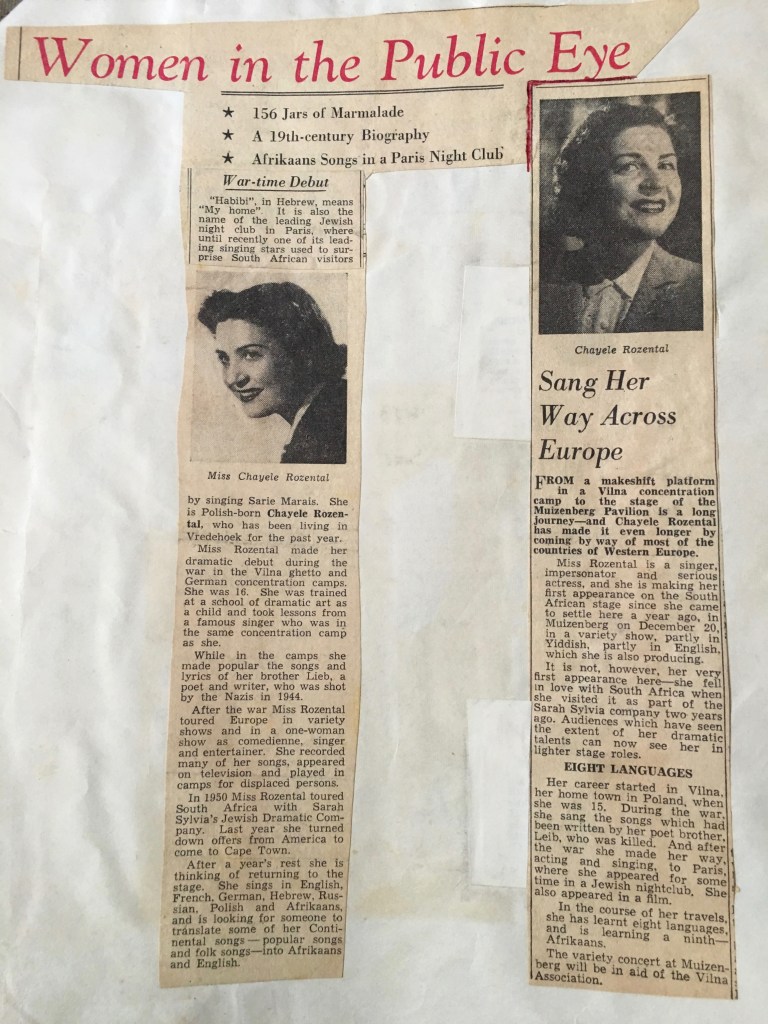 Women in the Public Eye
★ 156 Jars of Marmalade
★ A 19th-century Biography
★ Afrikaans Songs in a Paris Night Club
War-time Debut
"Habibi", in Hebrew, means
"My home". It is also the
name of the leading Jewish
night club in Paris, where
until recently one of its lead-
ing singing stars used to sur-
prise South African visitors
Miss Chayele Rozental
by singing Sarie Marais. She
is Polish-born Chayele Rozen-
tal, who has been living in
Vredehoek for the past year.
Miss Rozental made her
dramatic debut during the
war in the Vilna ghetto and
German concentration camps.
She was 16. She was trained
at a school of dramatic art as
a child and took lessons from
a famous singer who was in
the same concentration camp
as she.
While in the camps she
made popular the songs and
lyrics of her brother Lieb, a
poet and writer, who was shot
by the Nazis in 1944.
After the war Miss Rozental
toured Europe in variety
shows and in a one-woman
show as comedienne, singer
and entertainer. She recorded
many of her songs, appeared
on television and played in
camps for displaced persons.
In 1950 Miss Rozental toured
South Africa with Sarah
Sylvia's Jewish Dramatic Com-
pany. Last year she turned
down offers from America to
come to Cape Town.
After a year's rest she is
thinking of returning to the
stage. She sings in English,
French, German, Hebrew, Rus-
sian, Polish and Afrikaans,
and is looking for someone to
translate some of her Conti-
nental songs — popular songs
and folk songs—into Afrikaans
and English.
Chayele Rozental
Sang Her
Way Across
Europe
FROM a makeshift platform
in a Vilna concentration
camp to the stage of the
Muizenberg Pavilion is a long
journey—and Chayele Rozental
has made it even longer by
coming by way of most of the
countries of Western Europe.
Miss Rozental is a singer,
impersonator and serious
actress, and she is making her
first appearance on the South
African stage since she came
to settle here a year ago, in
Muizenberg on December 20,
in a variety show, partly in
Yiddish, partly in English,
which she is also producing.
It is not, however, her very
first appearance here—she fell
in love with South Africa when
she visited it as part of the
Sarah Sylvia company two years
ago. Audiences which have seen
the extent of her dramatic
talents can now see her in
lighter stage roles.
EIGHT LANGUAGES
Her career started in Vilna,
her home town in Poland, when
she was 15. During the war,
she sang the songs which had
been written by her poet brother,
Leib, who was killed. And after
the war she made her way,
acting and singing, to Paris,
where she appeared for some
time in a Jewish nightclub. She
also appeared in a film.
In the course of her travels,
she has learnt eight languages,
and is learning a ninth—
Afrikaans.
The variety concert at Muizen-
berg will be in aid of the Vilna
Association.